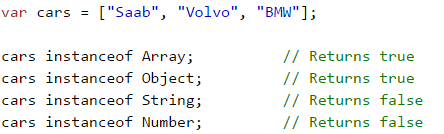 var cars = ["Saab", "Volvo", "BMW"];
cars instanceof Array;          // Returns true
cars instanceof Object;         // Returns true
cars instanceof String;         // Returns false
cars instanceof Number;         // Returns false